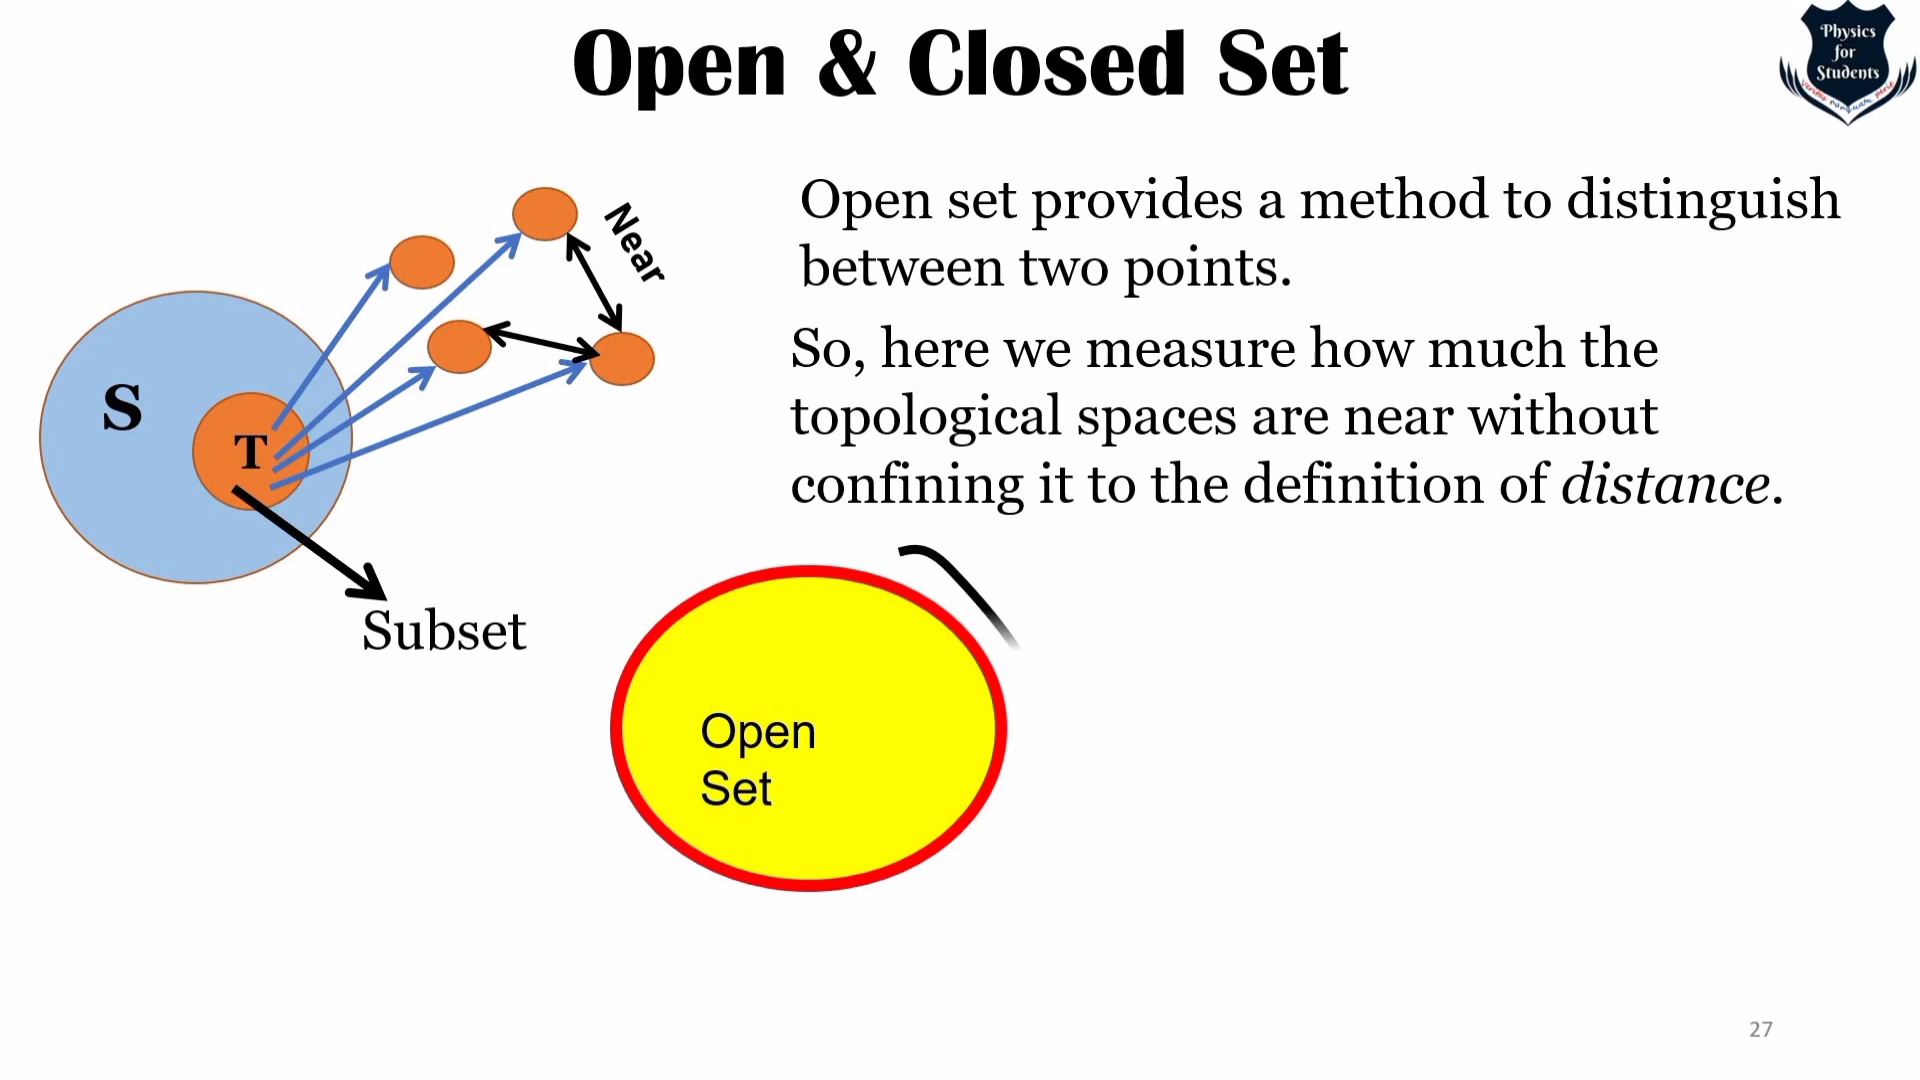 Open & Closed Set
Physics
for
Students
Near
Open set provides a method to distinguish
between two points.
So, here we measure how much the
topological spaces are near without
confining it to the definition of distance.
S
T
Subset
Open
Set
27